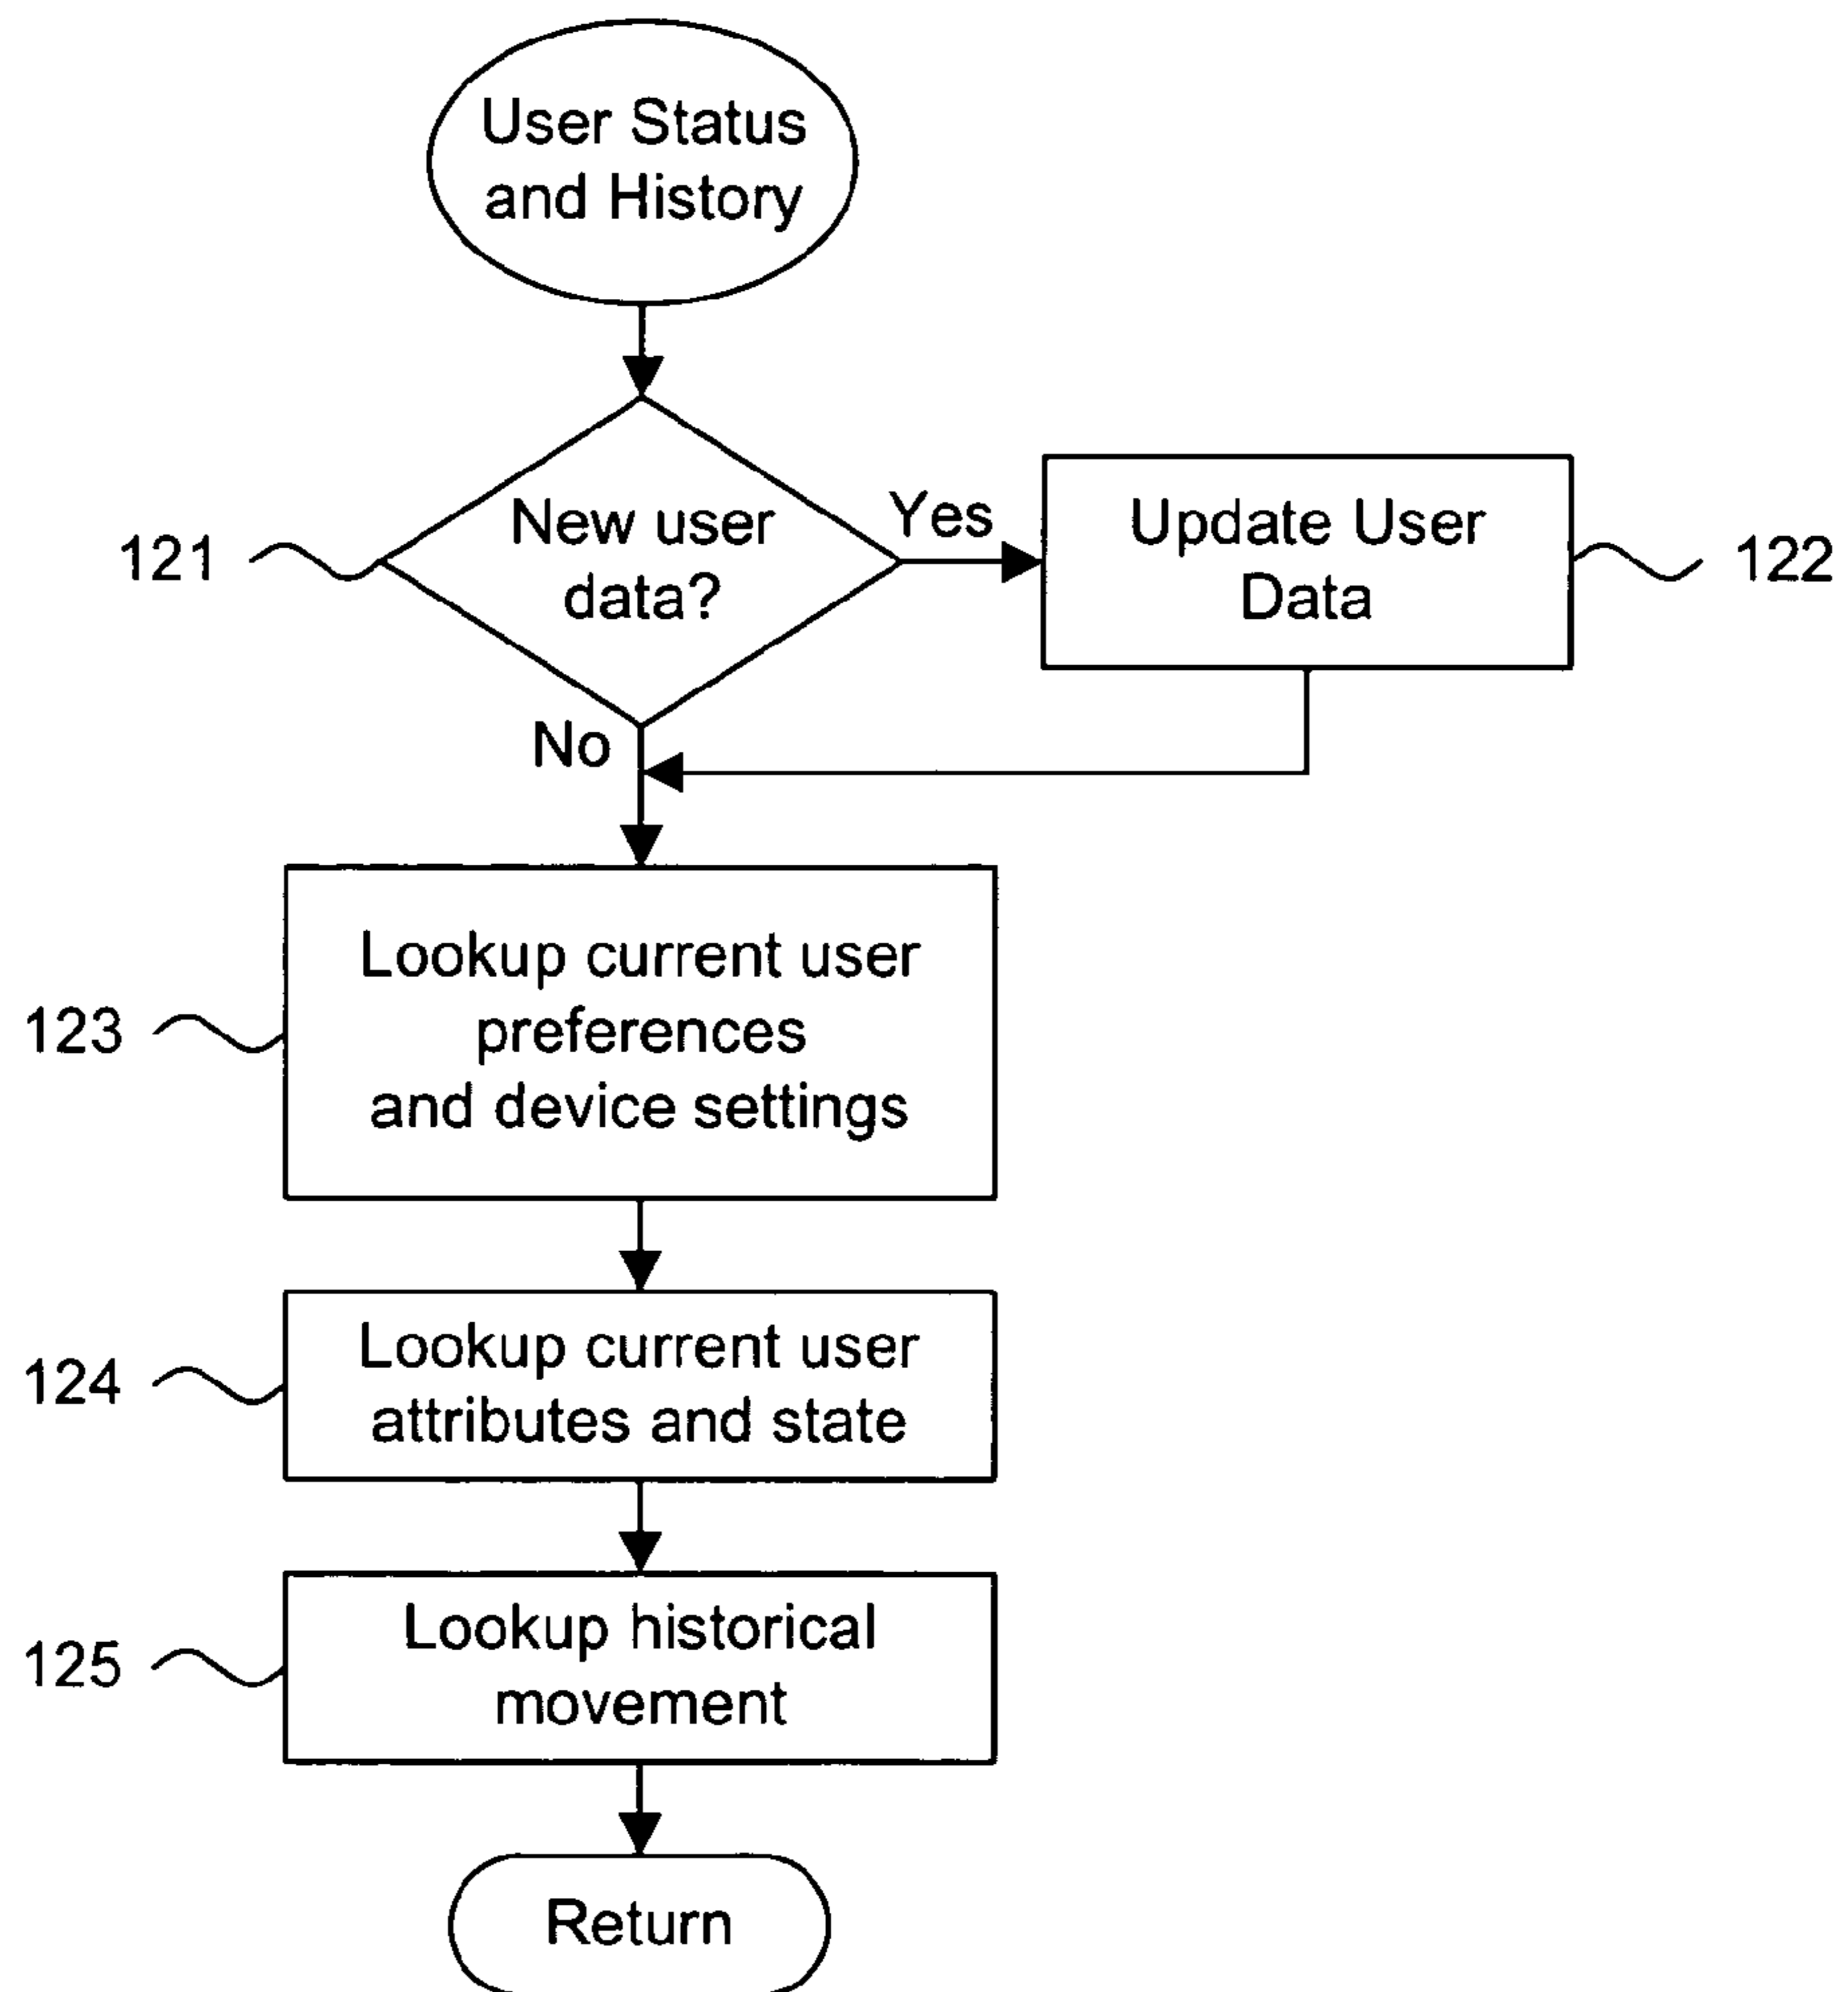 User Status
and History
New user
data?
Yes
Update User
Data
121
122
No
Lookup current user
preferences
and device settings
123
Lookup current user
attributes and state
124
Lookup historical
movement
125
Return